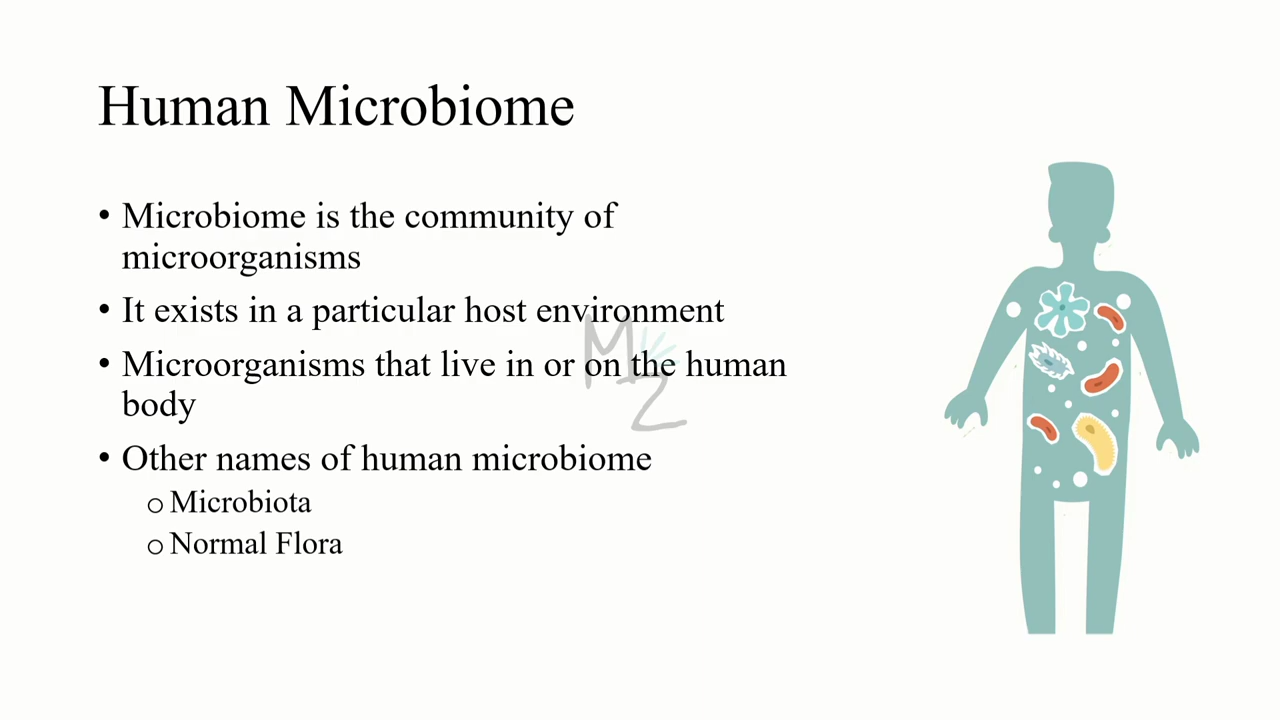 Human Microbiome
• Microbiome is the community of
microorganisms
• It exists in a particular host environment
• Microorganisms that live in or on the human
body
• Other names of human microbiome
o Microbiota
o Normal Flora